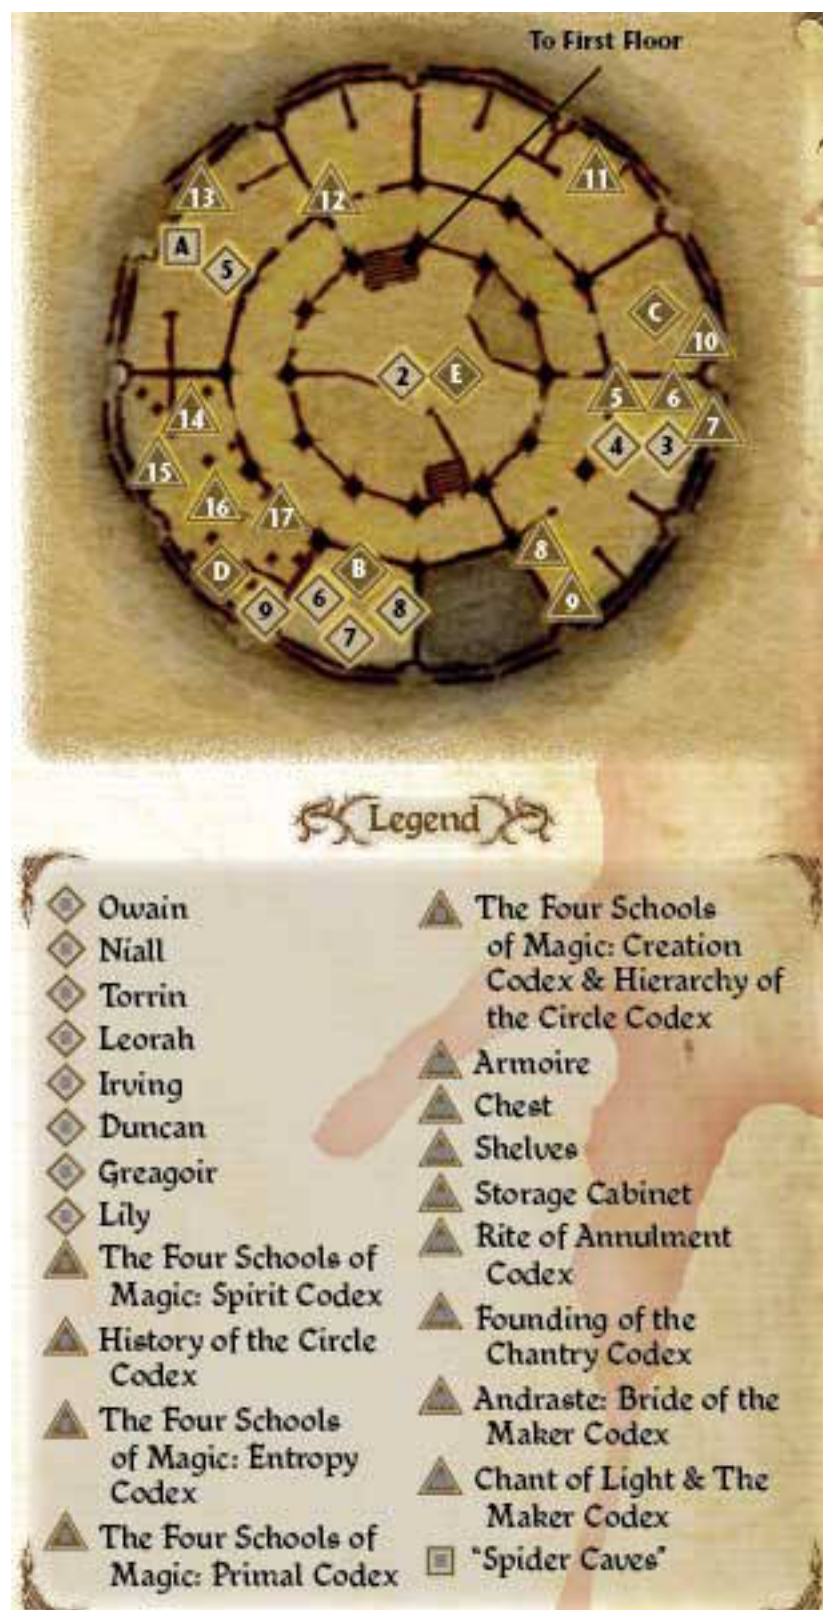 To First Floor
13
12
11
A
5
C
10
2
E
5
6
7
14
4
3
15
16
17
8
D
B
9
6
8
9
7
Legend
Owain
Niall
Torrin
Leorah
Irving
Duncan
Greagoir
Lily
The Four Schools of
Magic: Spirit Codex
History of the Circle
Codex
The Four Schools
of Magic: Entropy
Codex
The Four Schools of
Magic: Primal Codex
The Four Schools
of Magic: Creation
Codex & Hierarchy of
the Circle Codex
Armoire
Chest
Shelves
Storage Cabinet
Rite of Annulment
Codex
Founding of the
Chantry Codex
Andraste: Bride of the
Maker Codex
Chant of Light & The
Maker Codex
"Spider Caves"